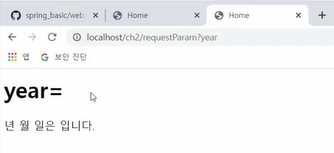 spring_basic/web
Home
Home
localhost/ch2/requestParam?year
앱
보안 진단
year=
년 월 일은 입니다.